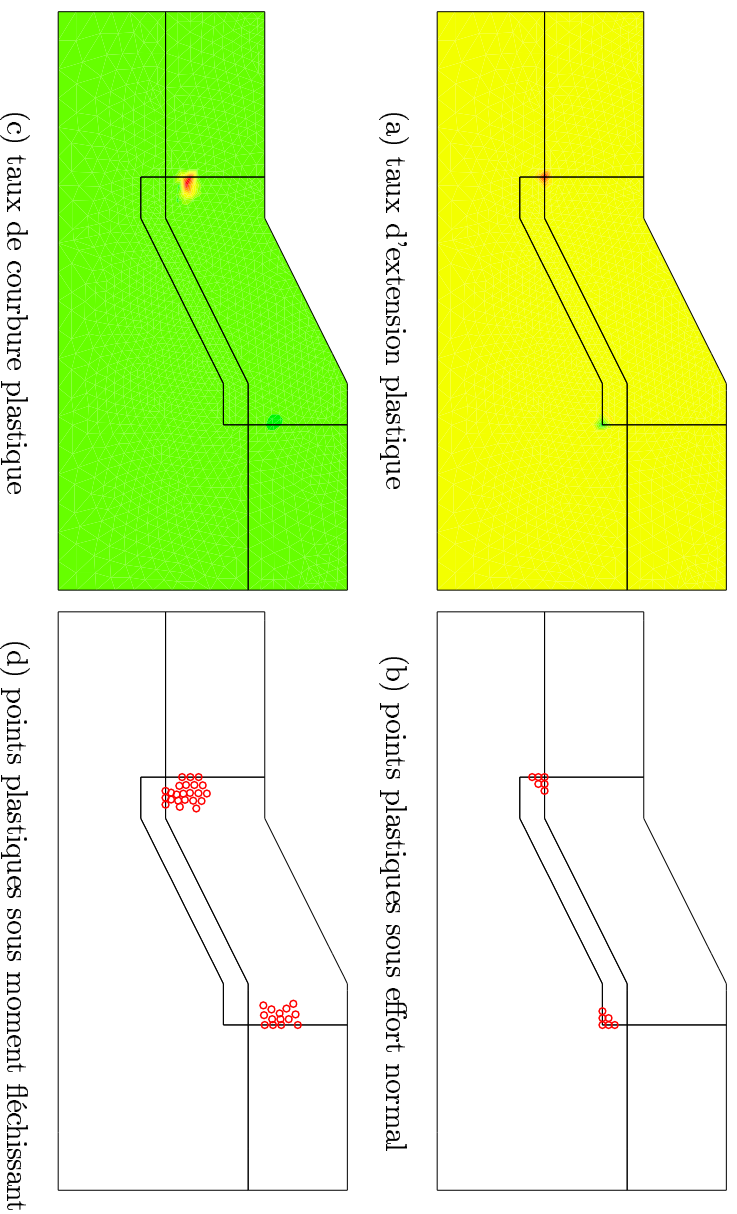 (a) taux d'extension plastique
(b) points plastiques sous effort normal
(c) taux de courbure plastique
(d) points plastiques sous moment fléchissant